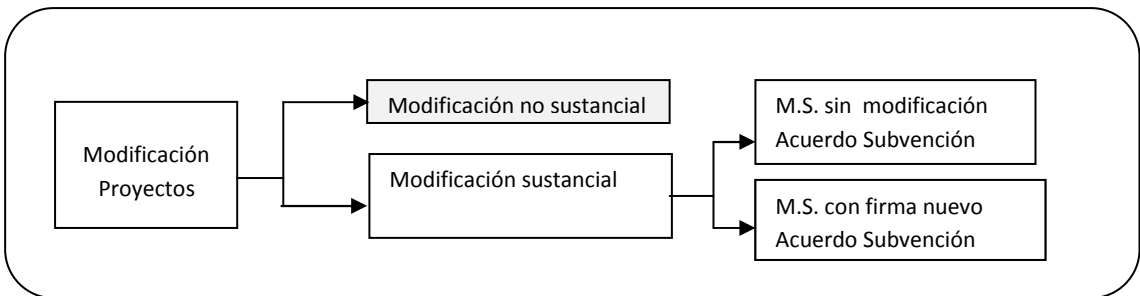 Modificación
Proyectos
Modificación no sustancial
Modificación sustancial
M.S. sin modificación
Acuerdo Subvención
M.S. con firma nuevo
Acuerdo Subvención